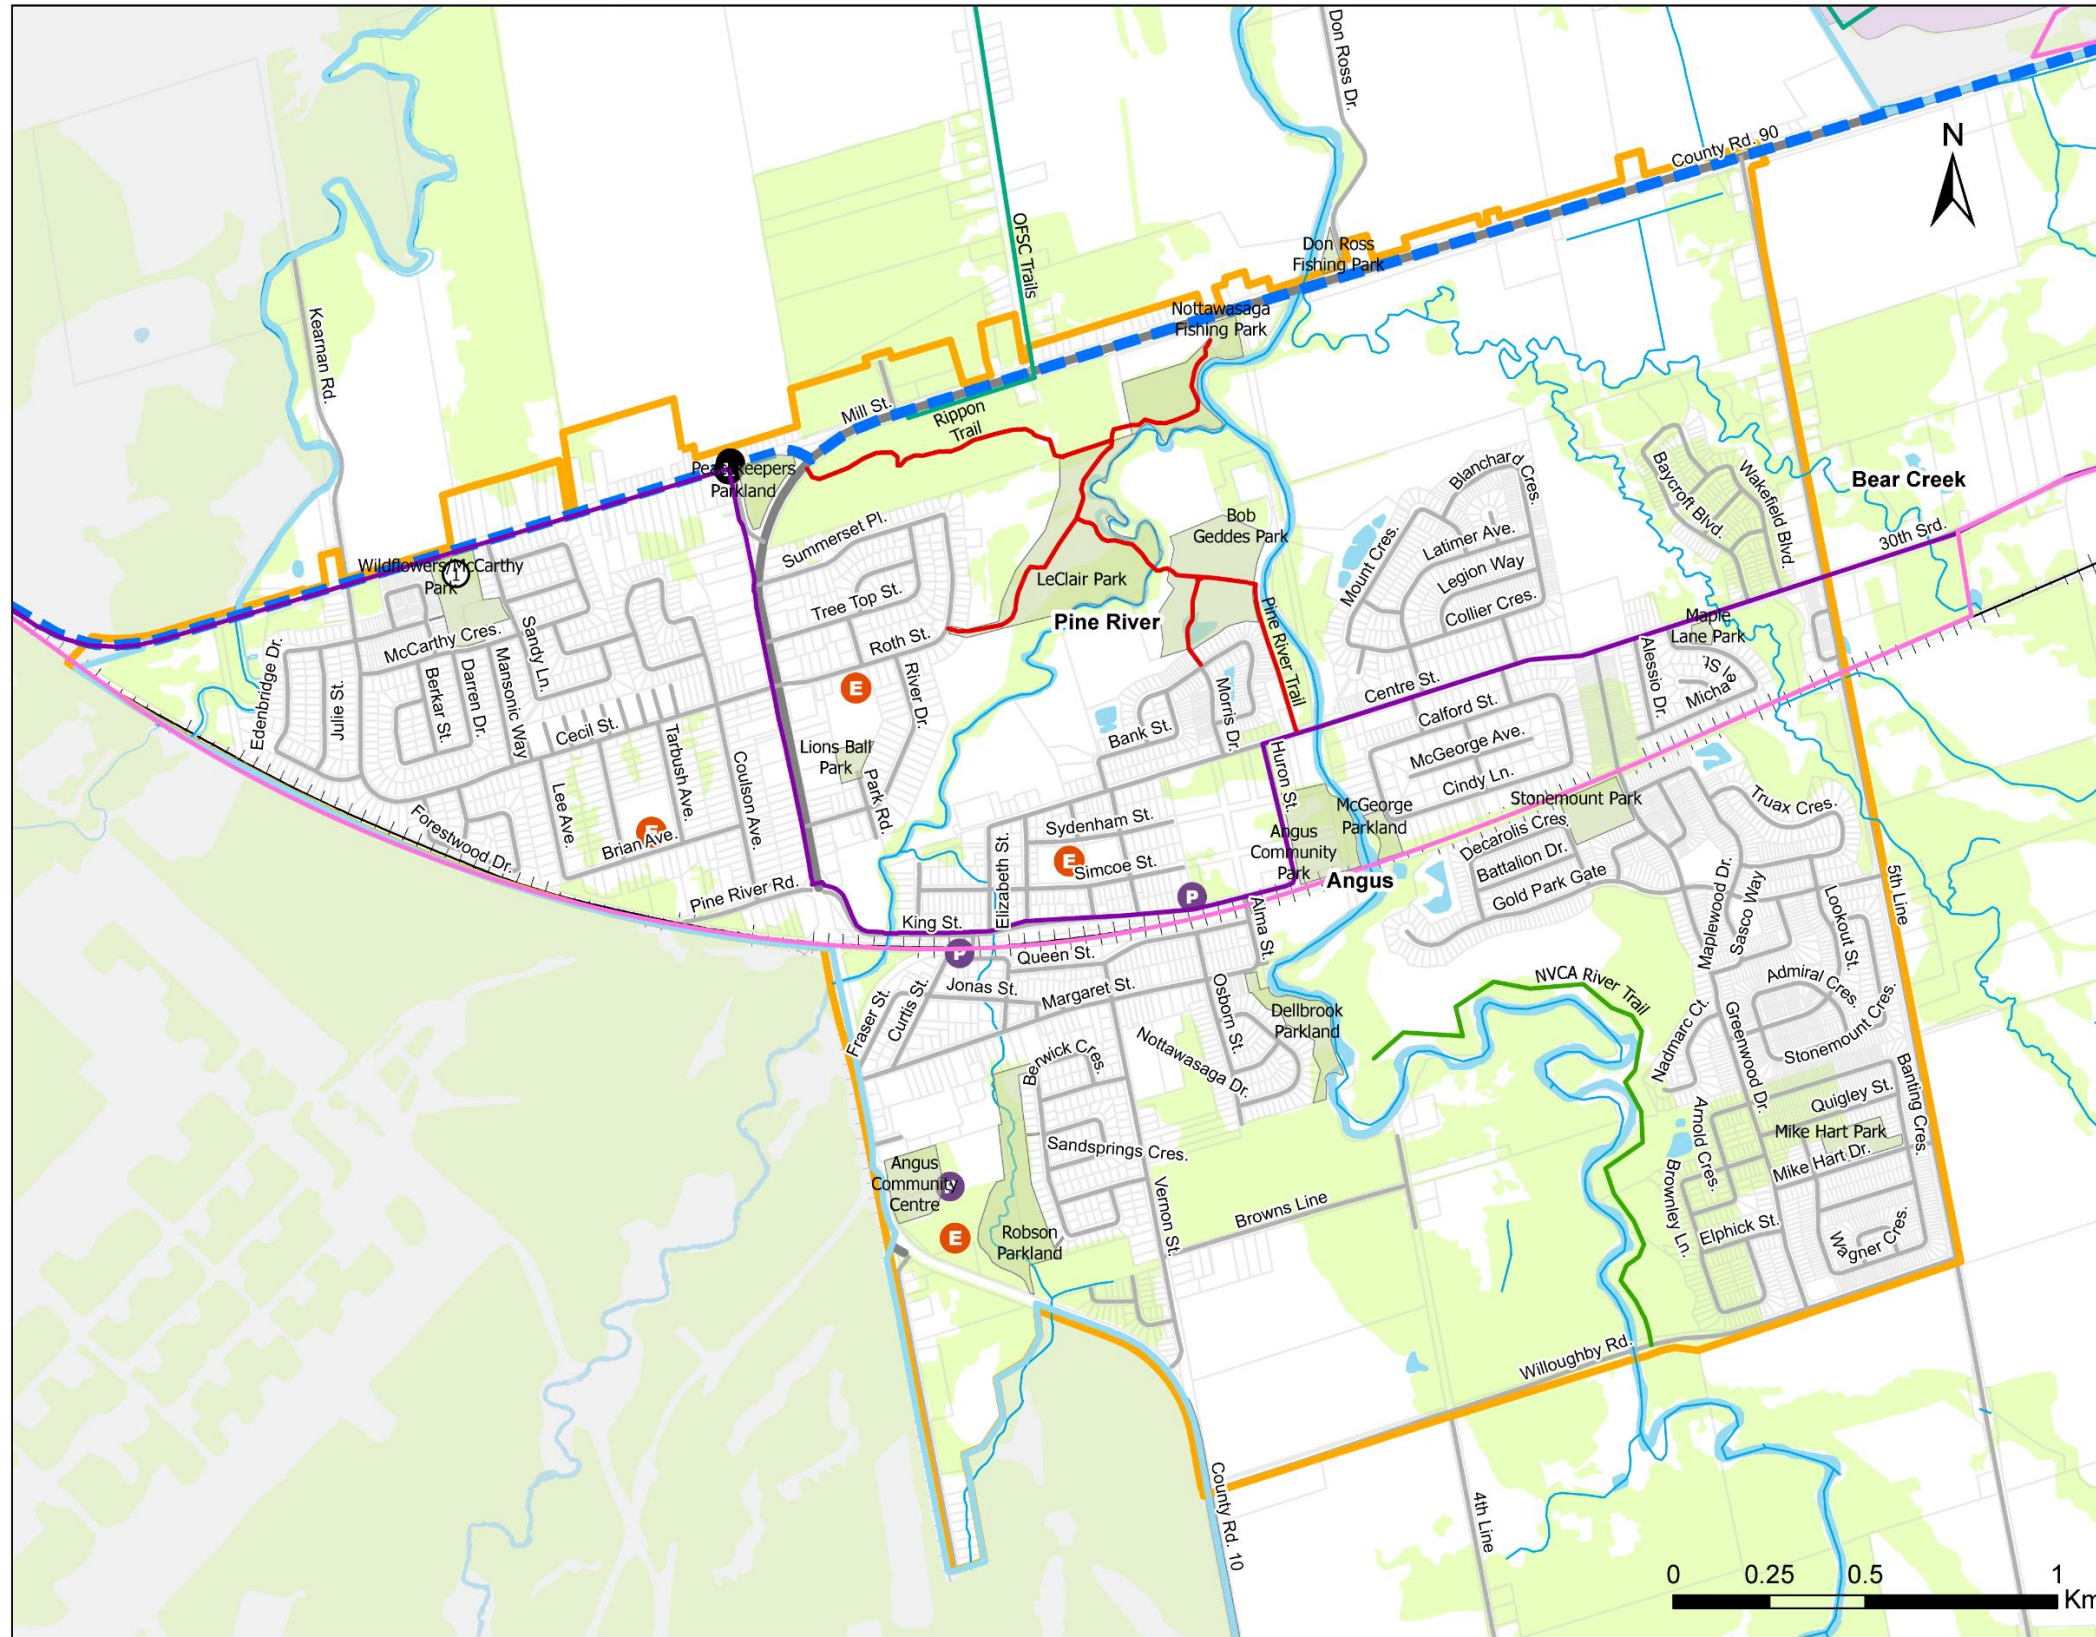 Don Ross Dr.
County Rd. 90
N
OFSC Trails
Don Ross
Fishing Park
Kearnan Rd.
Nottawasaga
Fishing Park
Mill St.
Rippon
Trail
Peacekeepers
Parkland
Blanchard Cres.
Baycroft Blvd.
Wakefield Blvd.
Bear Creek
Bob
Geddes Park
Summerset Pl.
Mount Cres.
Latimer Ave.
30th Srd.
Wildflowers/McCarthy
Park
1
LeClair Park
Legion Way
Tree Top St.
Collier Cres.
Pine River
Pine River Trail
Maple
Lane Park
McCarthy Cres.
Sandy Ln.
Roth St.
Edenbridge Dr.
Julie St.
Berkar St.
Darren Dr.
Mansonic Way
E
River Dr.
Morris Dr.
Centre St.
Alessio Dr.
Michael St.
Calford St.
Cecil St.
Tarbush Ave.
Coulson Ave.
Lions Ball
Park
Park Rd.
Bank St.
Huron St.
McGeorge Ave.
Cindy Ln.
Stonemount Park
Truax Cres.
Lee Ave.
Forestwood Dr.
E
Brian Ave.
Sydenham St.
Elizabeth St.
E
Simcoe St.
Angus
Community
Park
McGeorge
Parkland
Decarolis Cres.
Battalion Dr.
Gold Park Gate
Angus
Pine River Rd.
P
King St.
Alma St.
P
Queen St.
Maplewood Dr.
Sasco Way
Lookout St.
5th Line
Jonas St.
Margaret St.
Fraser St.
Curtis St.
Osborn St.
NVCA River Trail
Admiral Cres.
Stonemount Cres.
Dellbrook
Parkland
Nottawasaga Dr.
Berwick Cres.
Nadmarc Ct.
Greenwood Dr.
Banting Cres.
Quigley St.
Arnold Cres.
Mike Hart Park
Mike Hart Dr.
Sandsprings Cres.
Angus
Community
Centre
P
Vernon St.
Browns Line
Brownley Ln.
Elphick St.
Wagner Cres.
E
Robson
Parkland
Willoughby Rd.
County Rd. 10
4th Line
0 0.25 0.5 1
Km